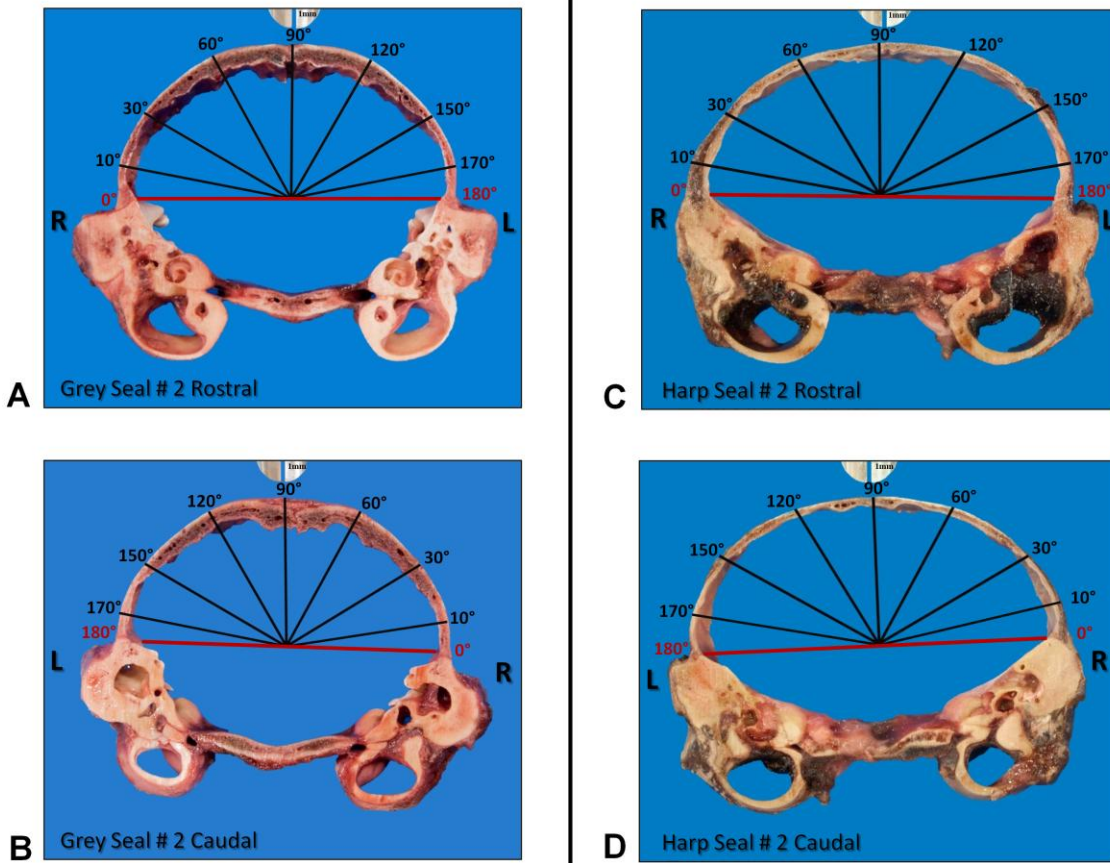 1mm
90°
60°
120°
30°
150°
10°
170°
0°
180°
R
L
A
Grey Seal # 2 Rostral
1mm
90°
60°
120°
30°
150°
10°
170°
0°
180°
R
L
C
Harp Seal # 2 Rostral
1mm
90°
120°
60°
150°
30°
170°
10°
180°
0°
L
R
B
Grey Seal # 2 Caudal
1mm
90°
120°
60°
150°
30°
170°
10°
180°
0°
L
R
D
Harp Seal # 2 Caudal